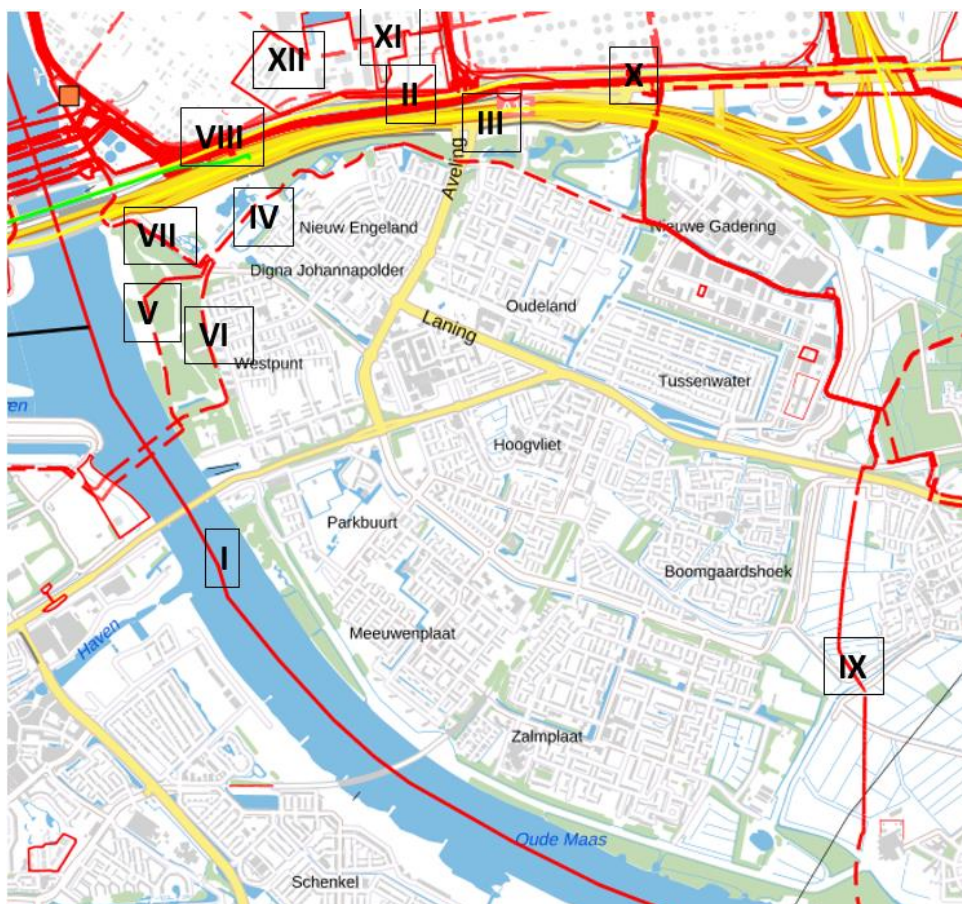 XI
XII
X
II
III
VIII
Aveling
IV
Nieuw Engeland
Nieuwe Gadering
VII
Digna Johannapolder
V
Oudeland
VI
Laning
Westpunt
Tussenwater
Hoogvliet
Parkbuurt
I
Boomgaardshoek
Haven
Meeuwenplaat
IX
Zalmplaat
Oude Maas
Schenkel